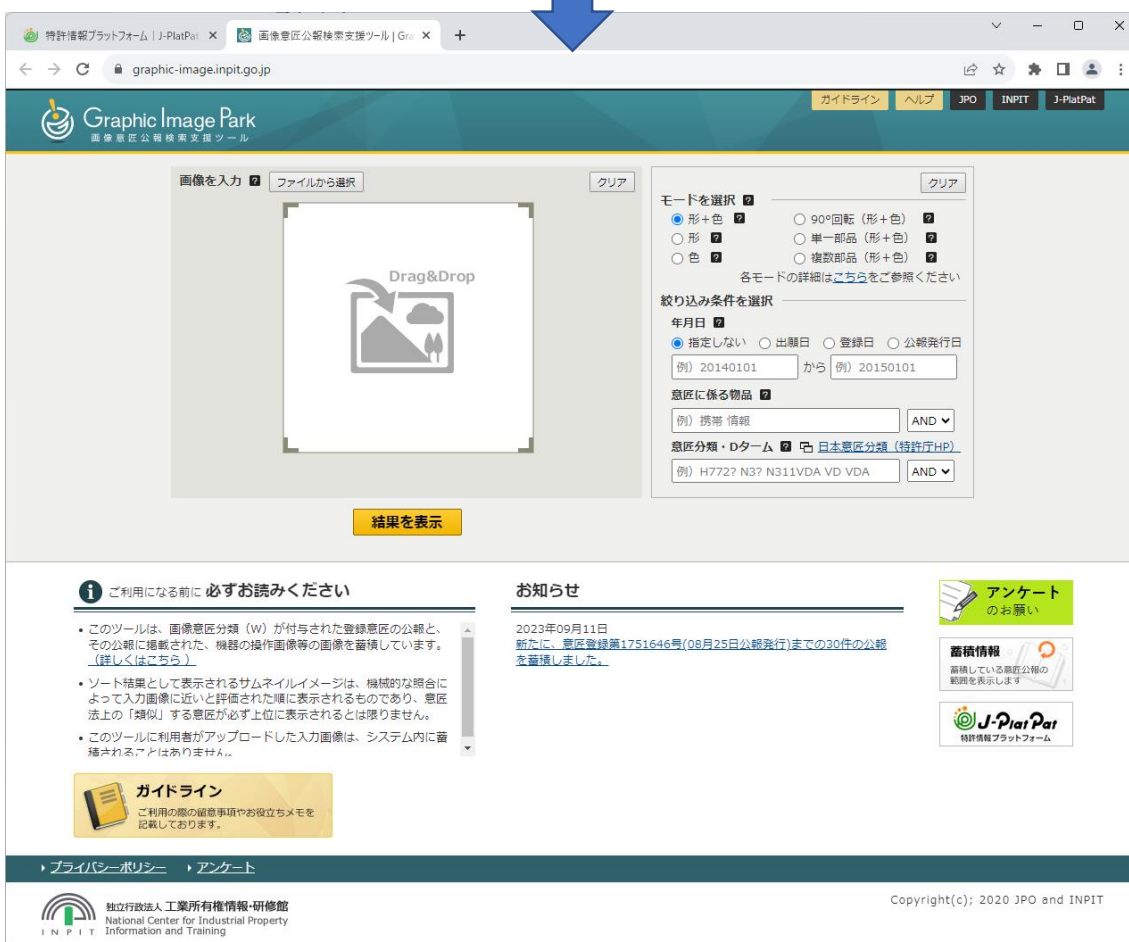 特許情報プラットフォーム | J-PlatPat
画像意匠公報検索支援ツール | Gra
graphic-image.inpit.go.jp
Graphic Image Park
画像意匠公報検索支援ツール
ガイドライン
ヘルプ
JPO
INPIT
J-PlatPat
画像を入力 ? ファイルから選択
クリア
Drag&Drop
クリア
モードを選択 ?
形+色 ? 90°回転（形+色） ?
形 ? 単一部品（形+色） ?
色 ? 複数部品（形+色） ?
各モードの詳細はこちらをご参照ください
絞り込み条件を選択
年月日 ?
指定しない 出願日 登録日 公報発行日
例）20140101 から 例）20150101
意匠に係る物品 ?
例）携帯 情報 AND
意匠分類・Dターム ? 日本意匠分類（特許庁HP）
例）H772? N3? N311VDA VD VDA AND
結果を表示
i ご利用になる前に 必ずお読みください
• このツールは、画像意匠分類（W）が付与された登録意匠の公報と、
その公報に掲載された、機器の操作画像等の画像を蓄積しています。
（詳しくはこちら ）
• ソート結果として表示されるサムネイルイメージは、機械的な照合に
よって入力画像に近いと評価された順に表示されるものであり、意匠
法上の「類似」する意匠が必ず上位に表示されるとは限りません。
• このツールに利用者がアップロードした入力画像は、システム内に蓄
積されることはありません。
お知らせ
2023年09月11日
新たに、意匠登録第1751646号(08月25日公報発行)までの30件の公報
を蓄積しました。
アンケート
のお願い
蓄積情報
蓄積している意匠公報の
範囲を表示します
J-PlatPat
特許情報プラットフォーム
ガイドライン
ご利用の際の留意事項やお役立ちメモを
記載しております。
プライバシーポリシー アンケート
INPIT
独立行政法人 工業所有権情報・研修館
National Center for Industrial Property
Information and Training
Copyright(c); 2020 JPO and INPIT